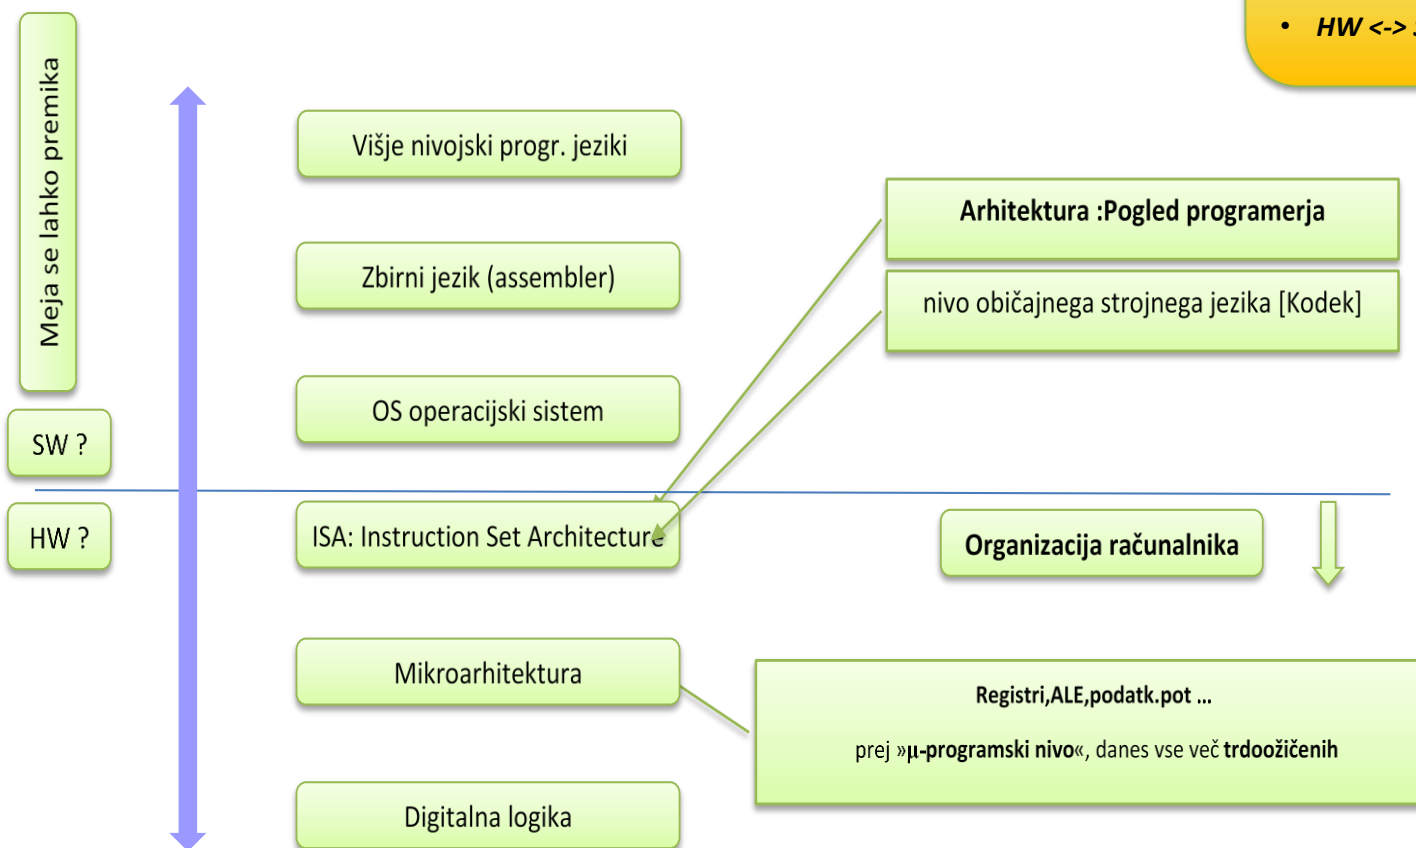 • HW <->
Meja se lahko premika
Višje nivojski progr. jeziki
Arhitektura :Pogled programerja
Zbirni jezik (assembler)
nivo običajnega strojnega jezika [Kodek]
OS operacijski sistem
SW ?
HW ?
ISA: Instruction Set Architecture
Organizacija računalnika
Mikroarhitektura
Registri,ALE,podatk.pot ...
prej »μ-programski nivo«, danes vse več trdoožičenih
Digitalna logika